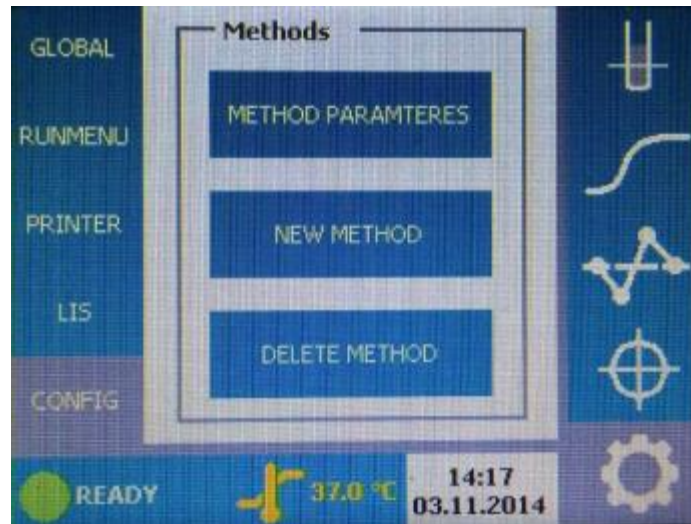 GLOBAL
RUNMENU
PRINTER
LIS
CONFIG
Methods
METHOD PARAMTERES
NEW METHOD
DELETE METHOD
READY
37.0 °C
14:17
03.11.2014